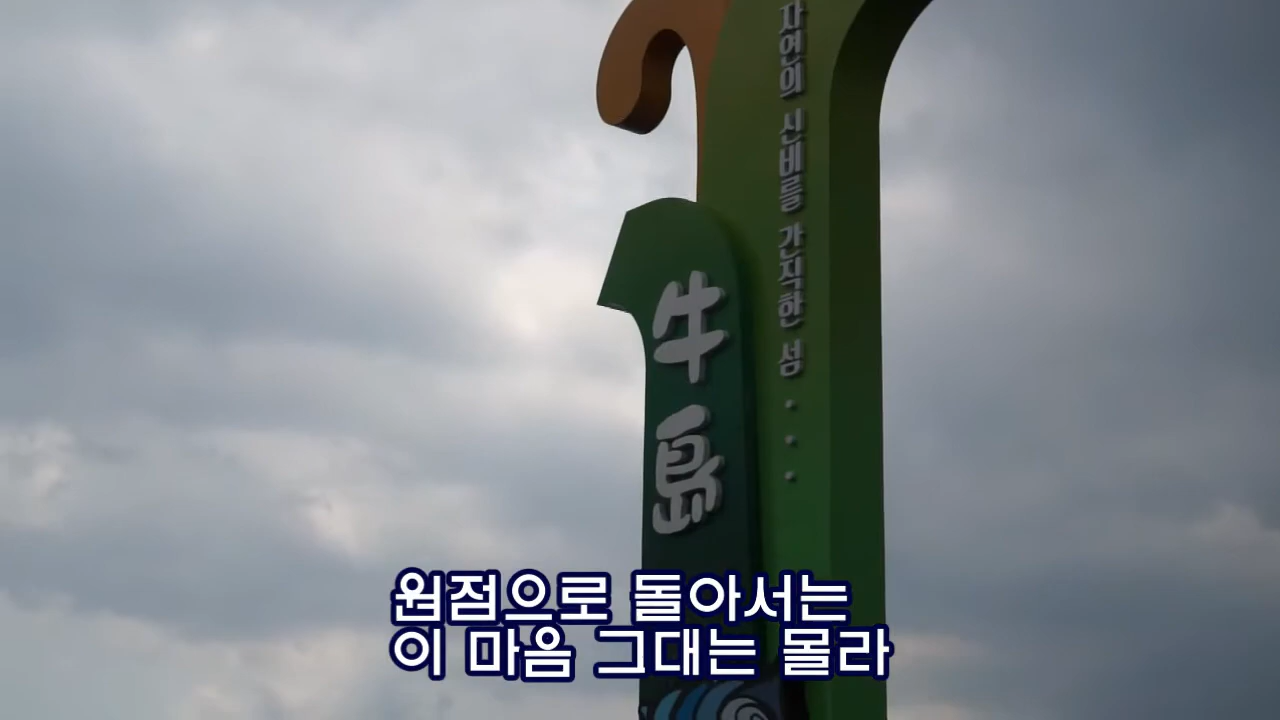 자연의 신비를 간직한 섬...
牛島
원점으로 돌아서는
이 마음 그대는 몰라